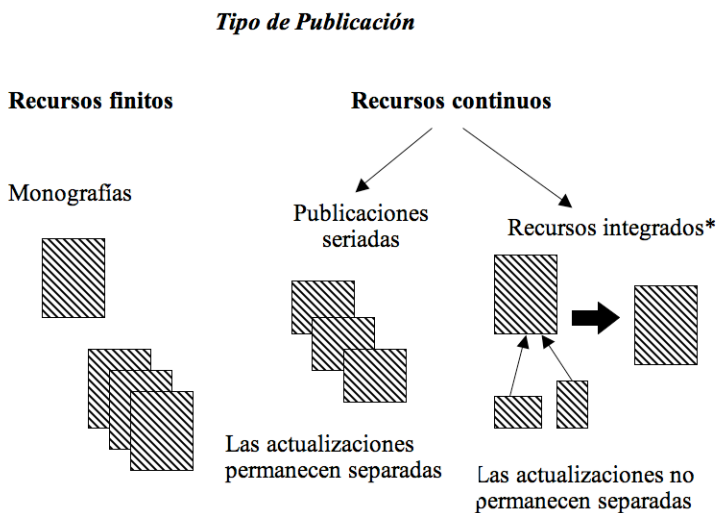 Tipo de Publicación
Recursos finitos
Recursos continuos
Monografías
Publicaciones
seriadas
Recursos integrados*
Las actualizaciones
permanecen separadas
Las actualizaciones no
permanecen separadas